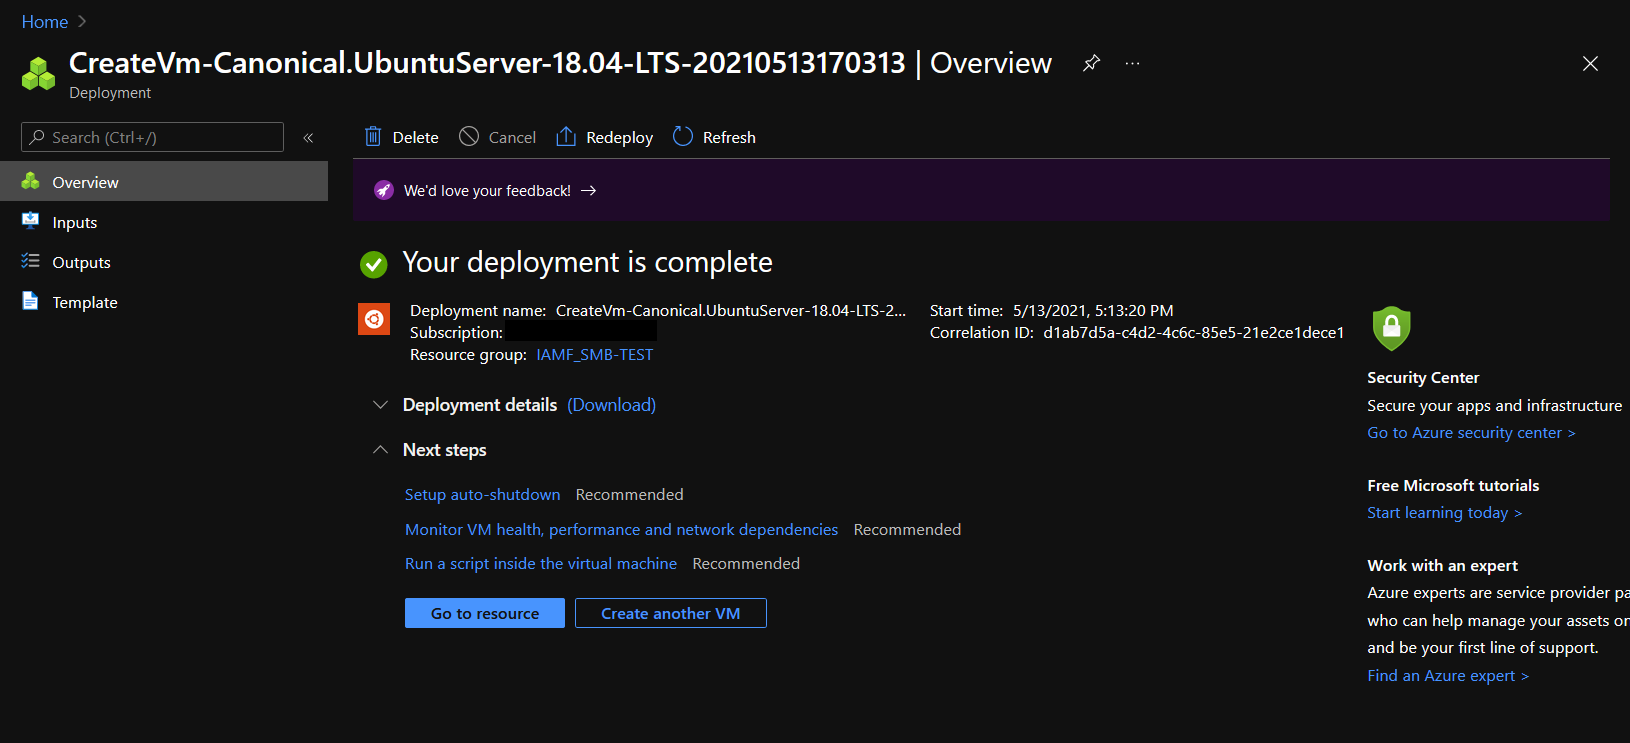 Home
CreateVm-Canonical.UbuntuServer-18.04-LTS-20210513170313 | Overview
Deployment
Search (Ctrl+/)
Overview
Inputs
Outputs
Template
Delete
Cancel
Redeploy
Refresh
We'd love your feedback!
Your deployment is complete
Deployment name: CreateVm-Canonical.UbuntuServer-18.04-LTS-2...
Subscription:
Resource group: IAMF_SMB-TEST
Start time: 5/13/2021, 5:13:20 PM
Correlation ID: d1ab7d5a-c4d2-4c6c-85e5-21e2ce1dece1
Deployment details (Download)
Next steps
Setup auto-shutdown Recommended
Monitor VM health, performance and network dependencies Recommended
Run a script inside the virtual machine Recommended
Go to resource
Create another VM
Security Center
Secure your apps and infrastructure
Go to Azure security center >
Free Microsoft tutorials
Start learning today >
Work with an expert
Azure experts are service provider pa
who can help manage your assets on
and be your first line of support.
Find an Azure expert >